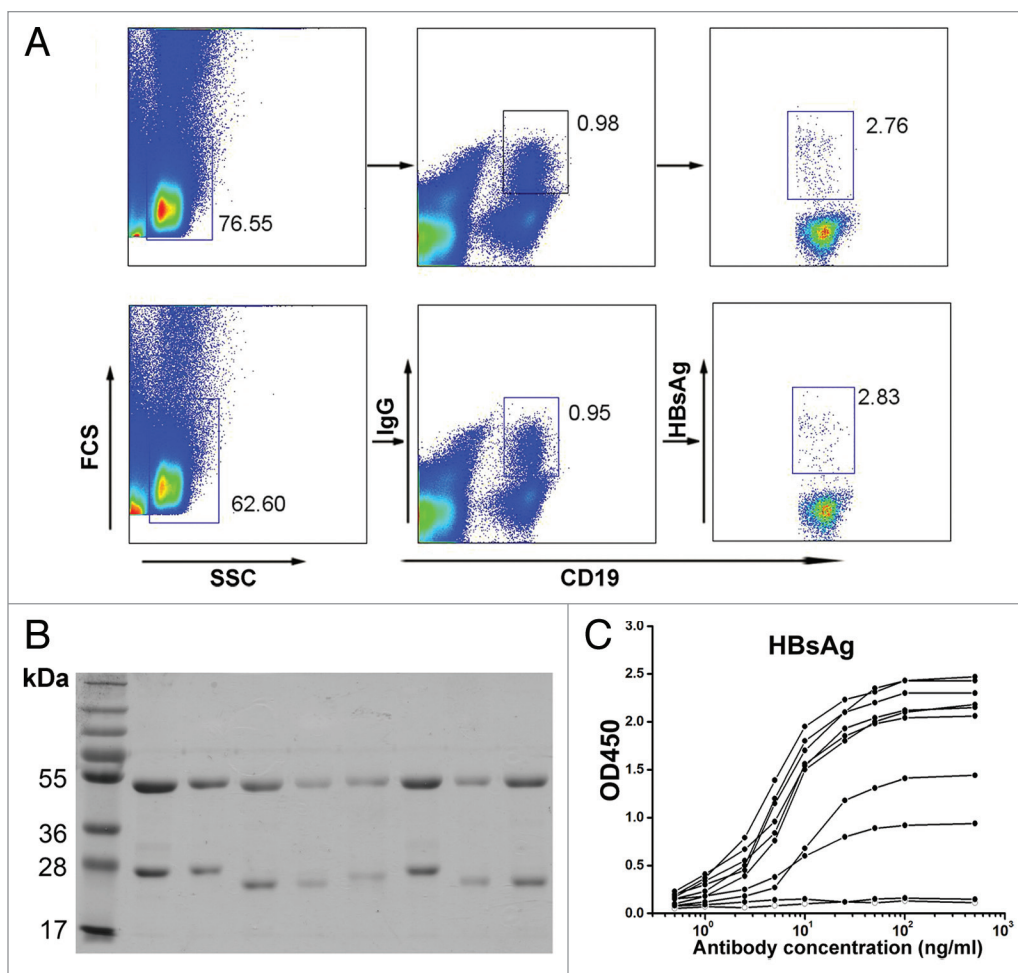 A
76.55
0.98
2.76
FCS
62.60
IgG
0.95
HBsAg
2.83
SSC
CD19
B
kDa
55
36
28
17
C
HBsAg
OD450
3.0
2.5
2.0
1.5
1.0
0.5
0.0
10⁰ 10¹ 10² 10³
Antibody concentration (ng/ml)